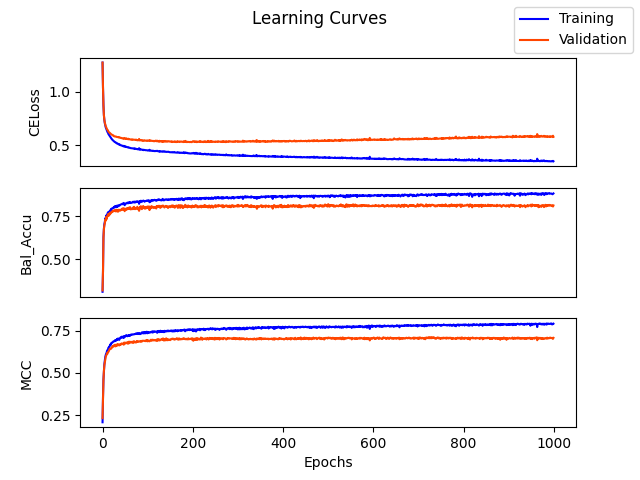 Learning Curves
Training
Validation
CELoss
1.0
0.5
Bal_Accu
0.75
0.50
MCC
0.75
0.50
0.25
0 200 400 600 800 1000
Epochs